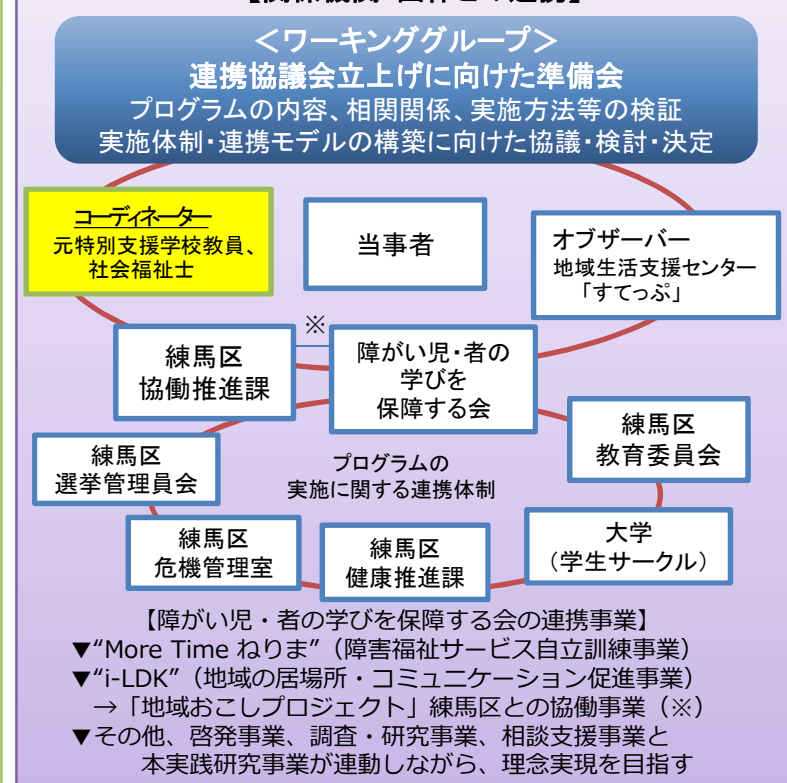 ＜ワーキンググループ＞
連携協議会立上げに向けた準備会
プログラムの内容、相関関係、実施方法等の検証
実施体制・連携モデルの構築に向けた協議・検討・決定
コーディネーター
元特別支援学校教員、
社会福祉士
当事者
オブザーバー
地域生活支援センター
「すてっぷ」
※
練馬区
協働推進課
障がい児・者の
学びを
保障する会
練馬区
教育委員会
練馬区
選挙管理員会
プログラムの
実施に関する連携体制
練馬区
危機管理室
練馬区
健康推進課
大学
（学生サークル）
【障がい児・者の学びを保障する会の連携事業】
▼“More Time ねりま”（障害福祉サービス自立訓練事業）
▼“i-LDK”（地域の居場所・コミュニケーション促進事業）
→「地域おこしプロジェクト」練馬区との協働事業（※）
▼その他、啓発事業、調査・研究事業、相談支援事業と
本実践研究事業が連動しながら、理念実現を目指す